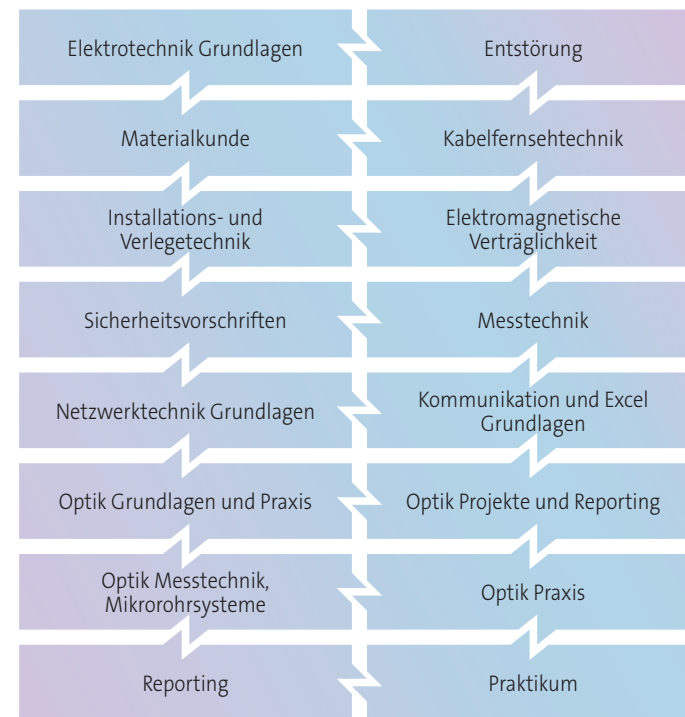 Elektrotechnik Grundlagen
Entstörung
Materialkunde
Kabelfernsehtechnik
Installations- und
Verlegetechnik
Elektromagnetische
Verträglichkeit
Sicherheitsvorschriften
Messtechnik
Netzwerktechnik Grundlagen
Kommunikation und Excel
Grundlagen
Optik Grundlagen und Praxis
Optik Projekte und Reporting
Optik Messtechnik,
Mikrorohrsysteme
Optik Praxis
Reporting
Praktikum